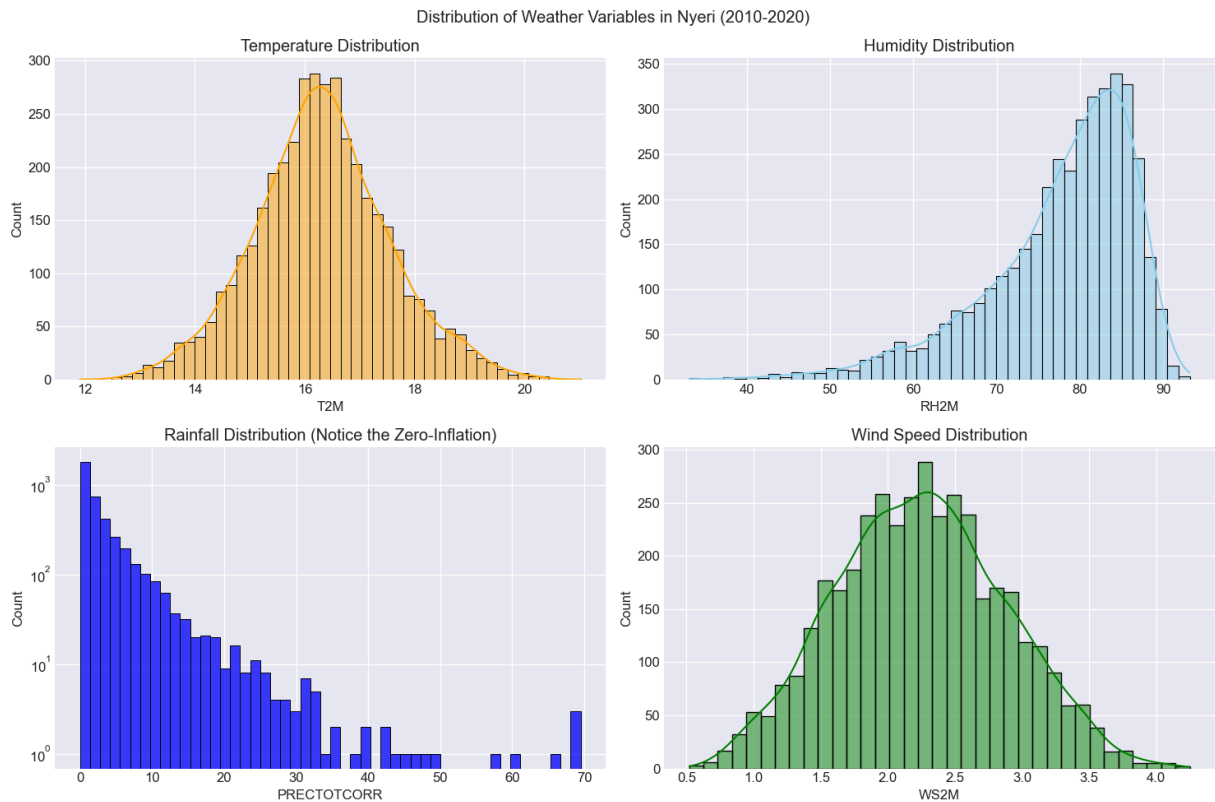 Distribution of Weather Variables in Nyeri (2010-2020)
Temperature Distribution
300
250
200
150
100
50
0
Count
12 14 16 18 20
T2M
Humidity Distribution
350
300
250
200
150
100
50
0
Count
40 50 60 70 80 90
RH2M
Rainfall Distribution (Notice the Zero-Inflation)
10³
10²
10¹
10⁰
Count
0 10 20 30 40 50 60 70
PRECTOTCORR
Wind Speed Distribution
300
250
200
150
100
50
0
Count
0.5 1.0 1.5 2.0 2.5 3.0 3.5 4.0
WS2M